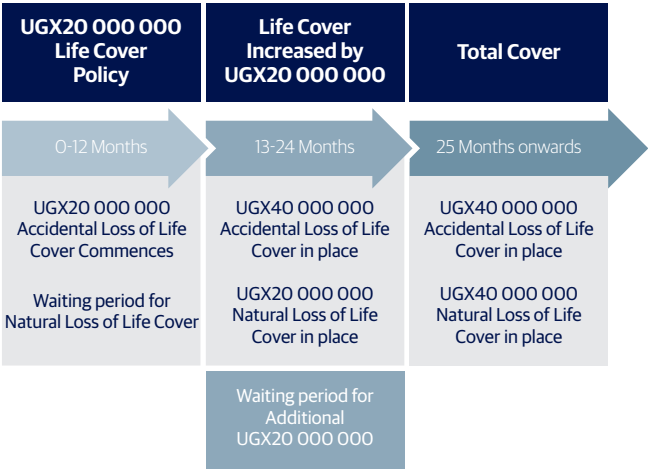 UGX20 000 000
Life Cover
Policy
Life Cover
Increased by
UGX20 000 000
Total Cover
0-12 Months
13-24 Months
25 Months onwards
UGX20 000 000
Accidental Loss of Life
Cover Commences
Waiting period for
Natural Loss of Life Cover
UGX40 000 000
Accidental Loss of Life
Cover in place
UGX20 000 000
Natural Loss of Life
Cover in place
UGX40 000 000
Accidental Loss of Life
Cover in place
UGX40 000 000
Natural Loss of Life
Cover in place
Waiting period for
Additional
UGX20 000 000